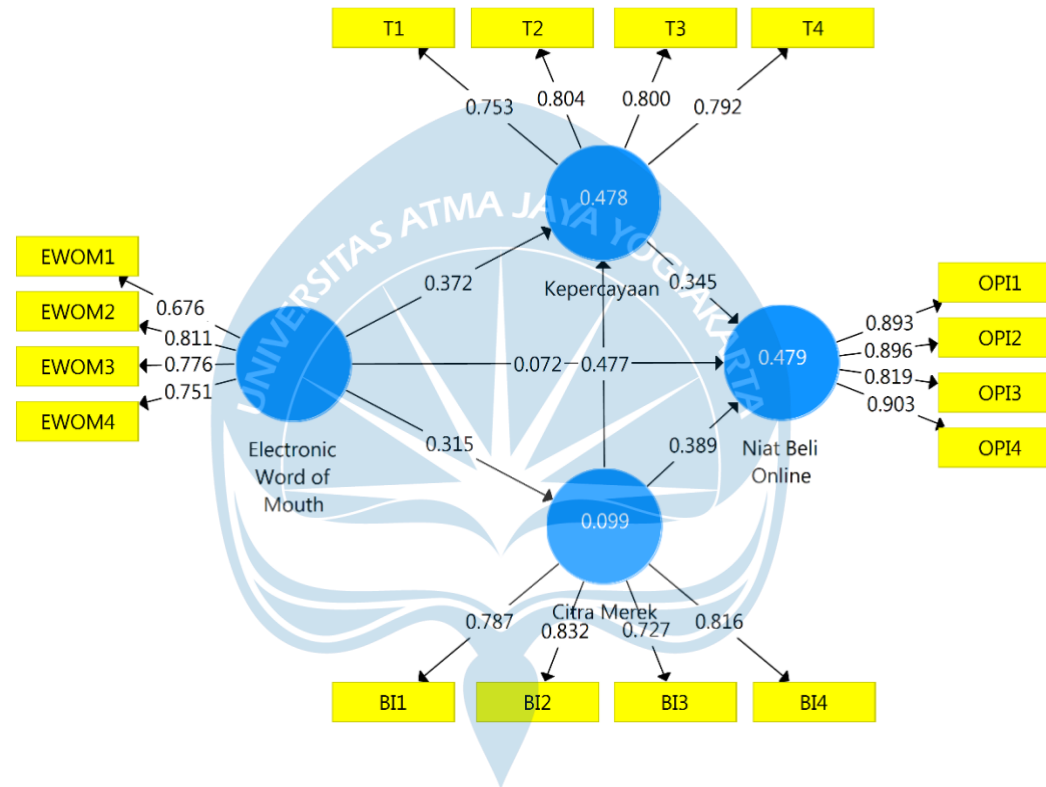 T1
T2
T3
T4
0.753
0.804
0.800
0.792
0.478
UNIVERSITAS ATMA JAYA YOGYAKARTA
Kepercayaan
EWOM1
EWOM2
EWOM3
EWOM4
0.676
0.811
0.776
0.751
0.372
0.345
0.072
0.477
0.315
0.389
Electronic
Word of
Mouth
0.479
Niat Beli
Online
0.893
0.896
0.819
0.903
OPI1
OPI2
OPI3
OPI4
0.099
Citra Merek
0.787
0.832
0.727
0.816
BI1
BI2
BI3
BI4